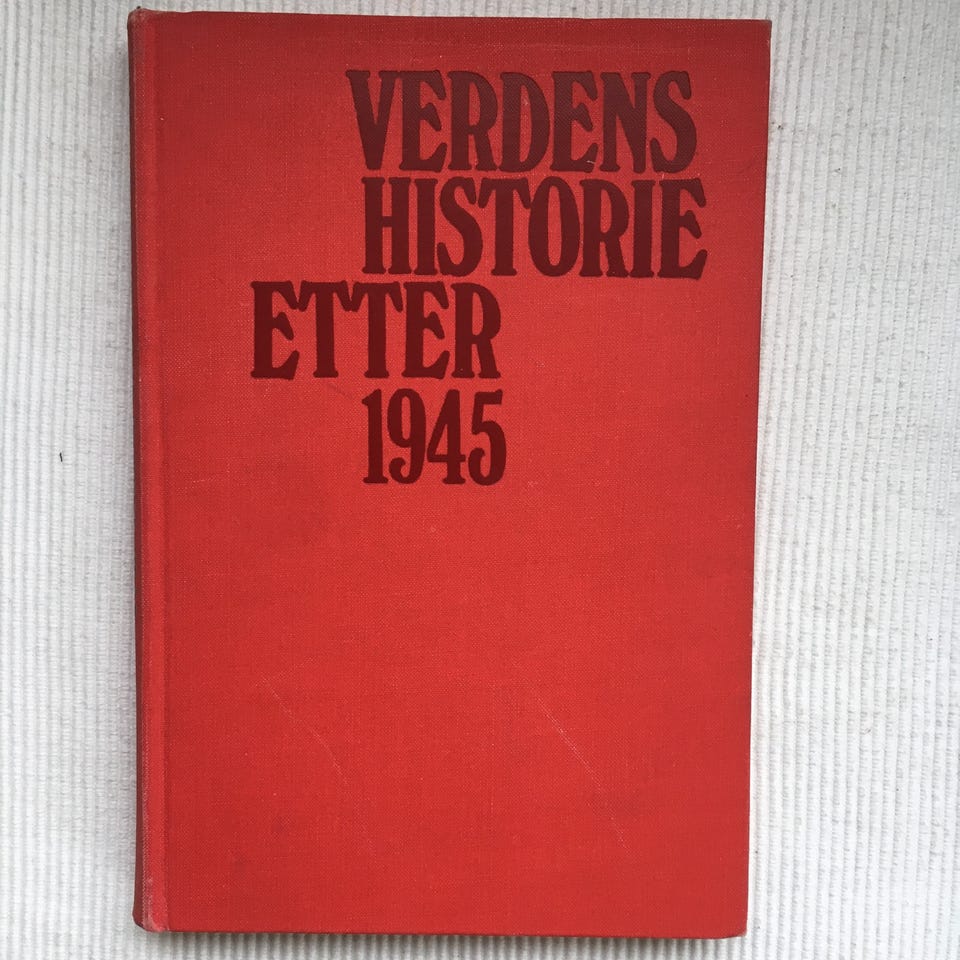 VERDENS
HISTORIE
ETTER
1945